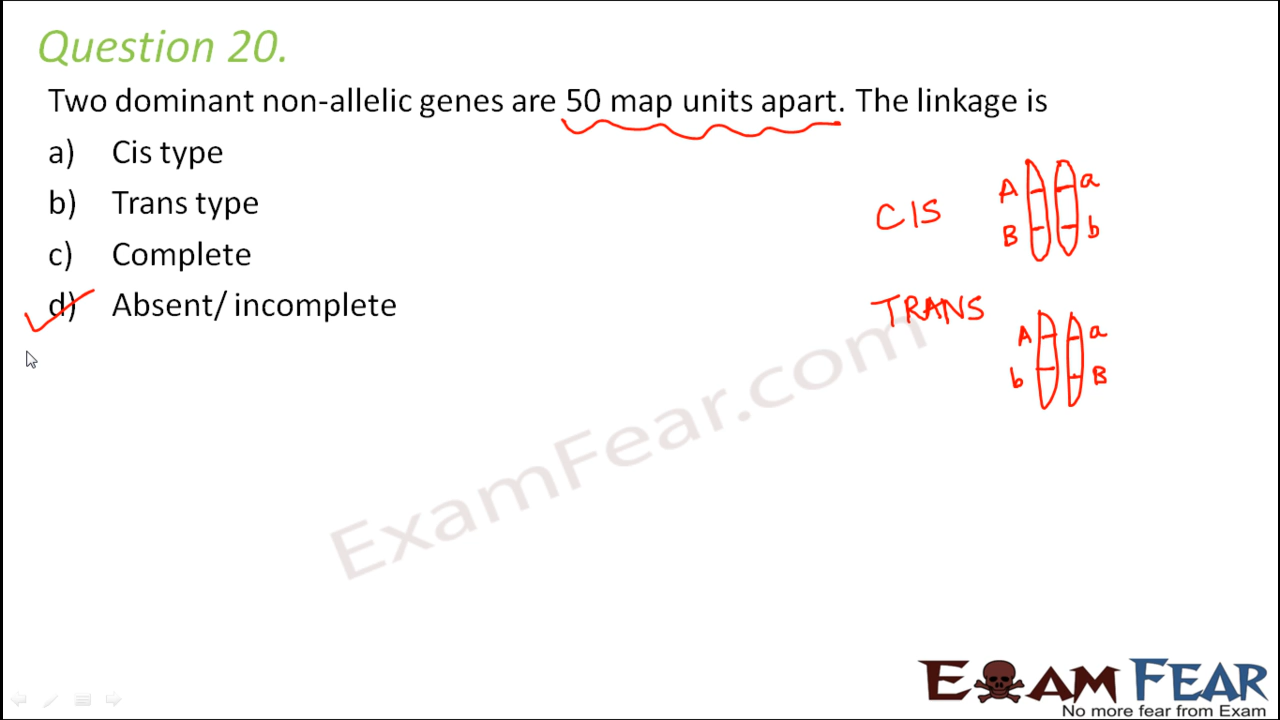 Question 20.
Two dominant non-allelic genes are 50 map units apart. The linkage is
a) Cis type
b) Trans type
c) Complete
d) Absent/ incomplete
CIS
A a
B b
TRANS
A a
b B
ExamFear.com
EXAM FEAR
No more fear from Exam